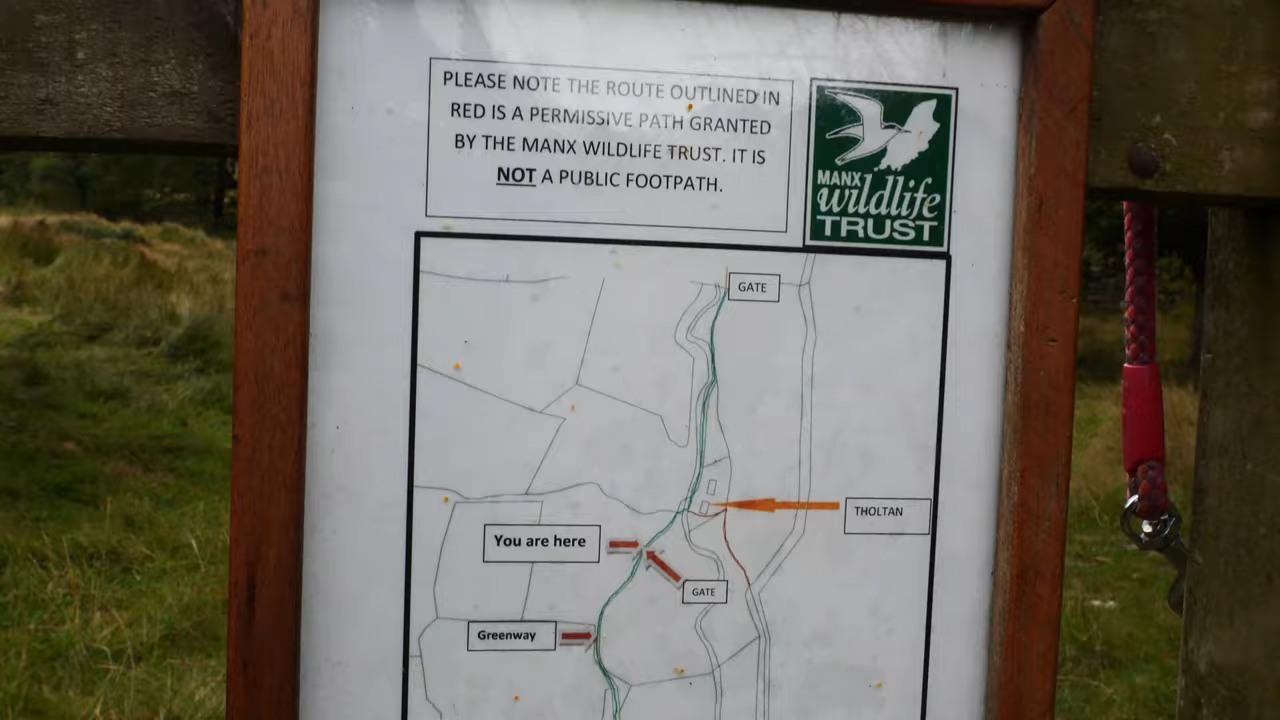 PLEASE NOTE THE ROUTE OUTLINED IN
RED IS A PERMISSIVE PATH GRANTED
BY THE MANX WILDLIFE TRUST. IT IS
NOT A PUBLIC FOOTPATH.
MANX
wildlife
TRUST
GATE
THOLTAN
You are here
GATE
Greenway